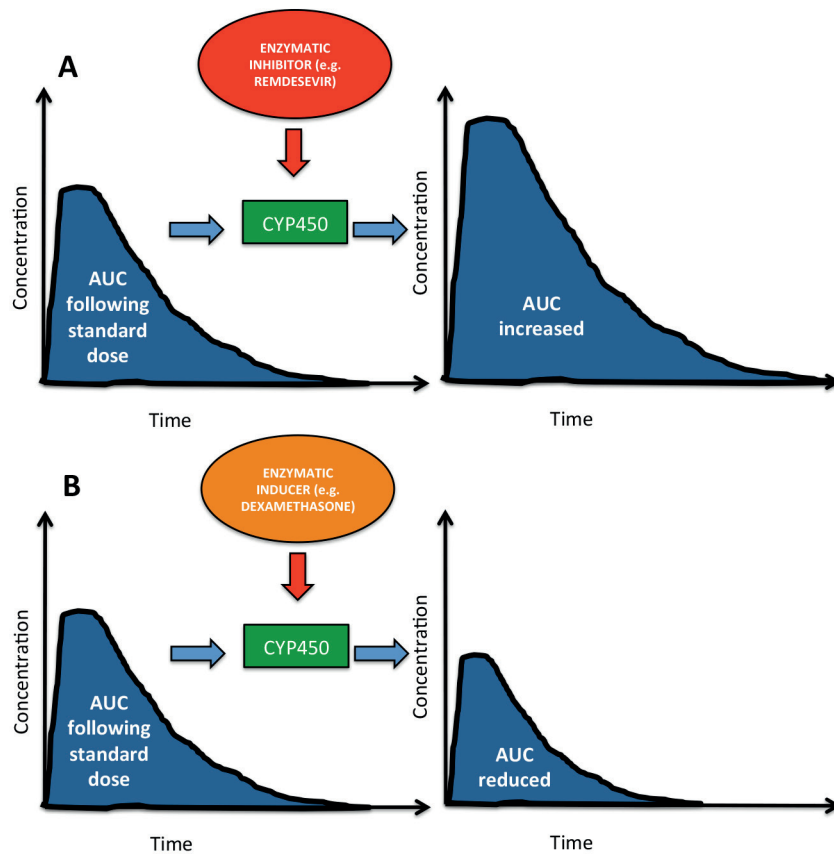 A
ENZYMATIC
INHIBITOR (e.g.
REMDESEVIR)
CYP450
Concentration
AUC
following
standard
dose
Time
Concentration
AUC
increased
Time
B
ENZYMATIC
INDUCER (e.g.
DEXAMETHASONE)
CYP450
Concentration
AUC
following
standard
dose
Time
Concentration
AUC
reduced
Time